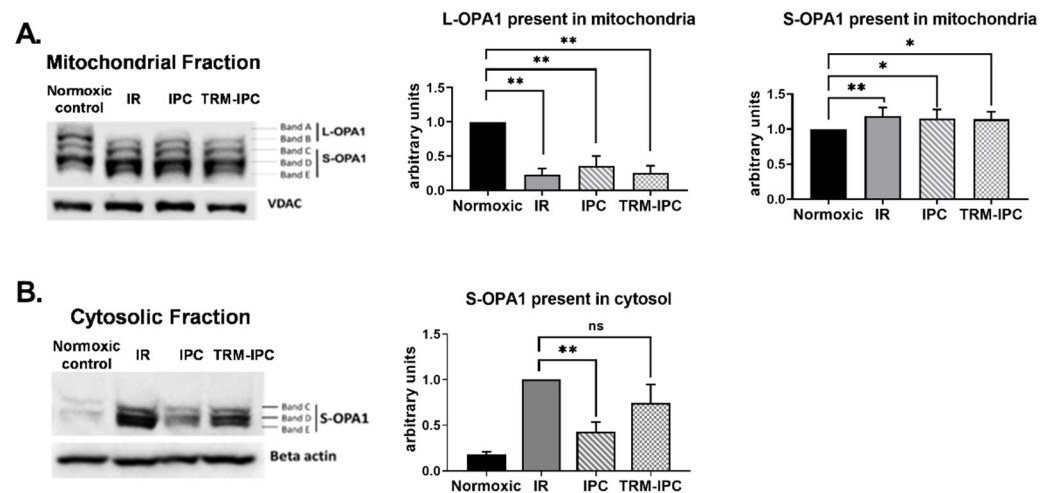 A.
Mitochondrial Fraction
Normoxic control IR IPC TRM-IPC
Band A
Band B
L-OPA1
Band C
Band D
Band E
S-OPA1
VDAC
L-OPA1 present in mitochondria
arbitrary units
1.5
1.0
0.5
0.0
**
**
**
Normoxic IR IPC TRM-IPC
S-OPA1 present in mitochondria
arbitrary units
1.5
1.0
0.5
0.0
*
*
**
Normoxic IR IPC TRM-IPC
B.
Cytosolic Fraction
Normoxic control IR IPC TRM-IPC
Band C
Band D
Band E
S-OPA1
Beta actin
S-OPA1 present in cytosol
arbitrary units
1.5
1.0
0.5
0.0
ns
**
Normoxic IR IPC TRM-IPC